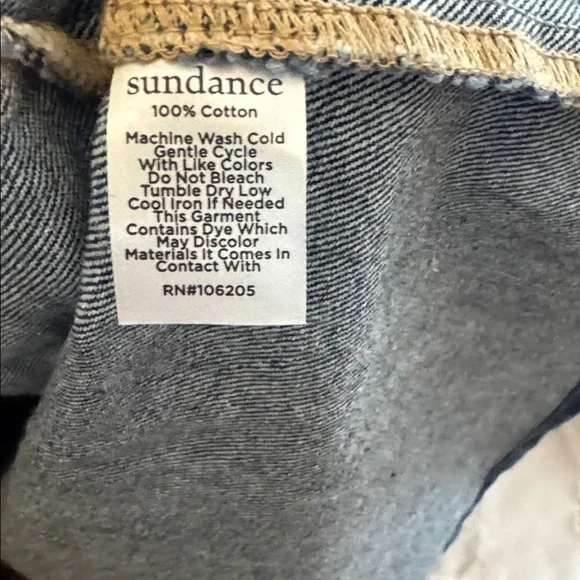 sundance
100% Cotton
Machine Wash Cold
Gentle Cycle
With Like Colors
Do Not Bleach
Tumble Dry Low
Cool Iron If Needed
This Garment
Contains Dye Which
May Discolor
Materials It Comes In
Contact With
RN#106205